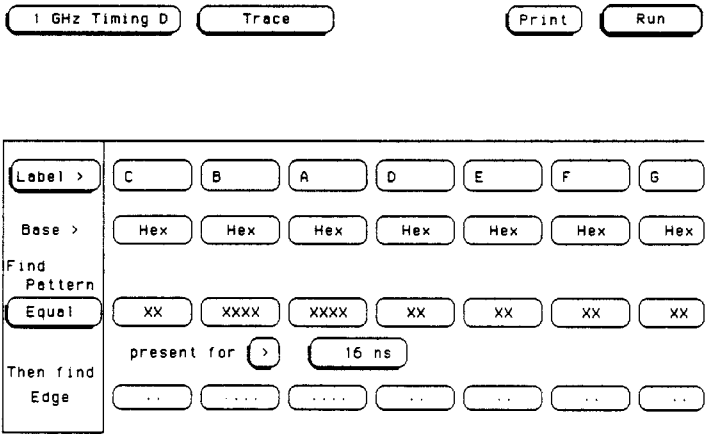 1 GHz Timing D Trace Print Run
Label > C B A D E F G
Base > Hex Hex Hex Hex Hex Hex Hex
Find
Pattern
Equal XX XXXX XXXX XX XX XX XX
present for > 16 ns
Then find
Edge .. .... .... .. .. .. ..